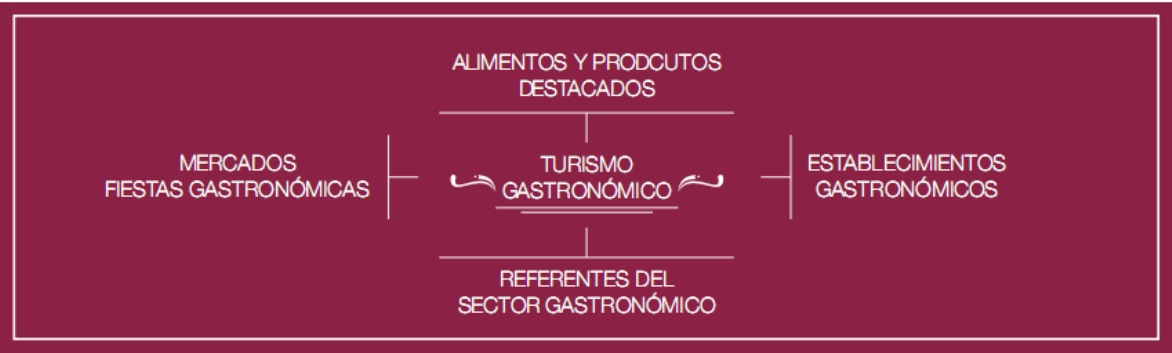 ALIMENTOS Y PRODCUTOS
DESTACADOS
MERCADOS
FIESTAS GASTRONÓMICAS
TURISMO
GASTRONÓMICO
ESTABLECIMIENTOS
GASTRONÓMICOS
REFERENTES DEL
SECTOR GASTRONÓMICO